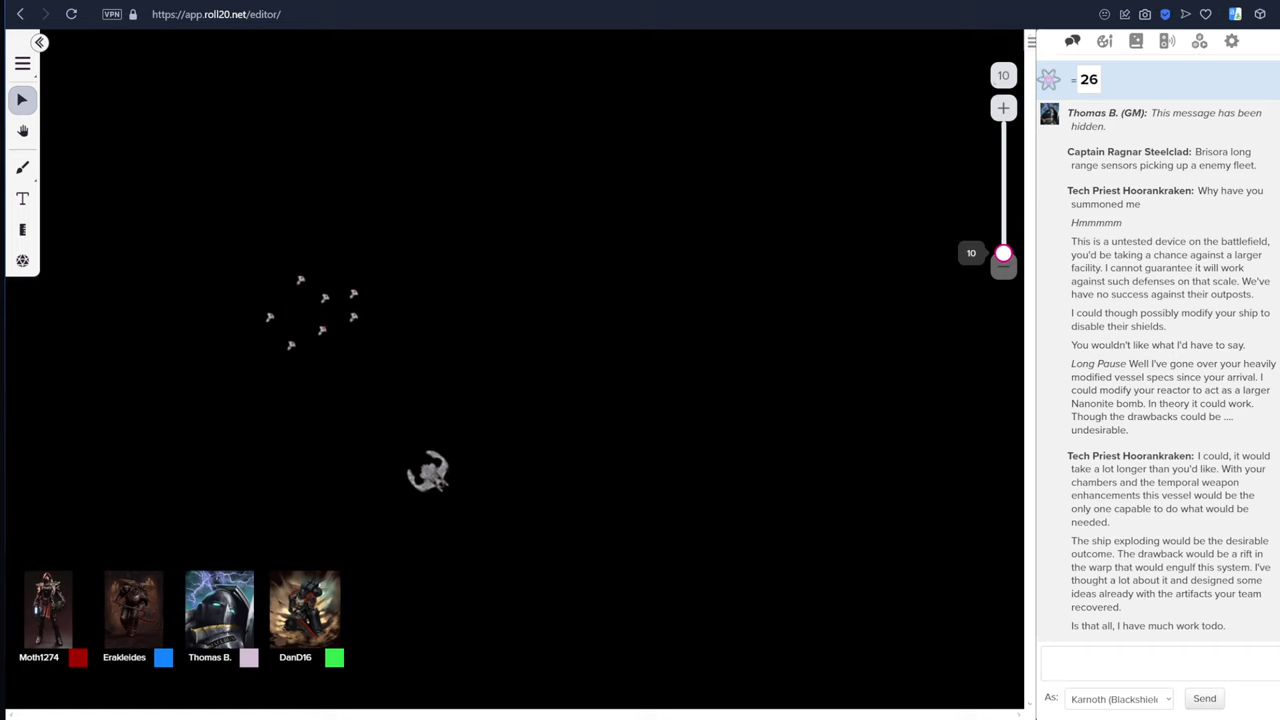 VPN
https://app.roll20.net/editor/
10
10
= 26
Thomas B. (GM): This message has been
hidden.
Captain Ragnar Steelclad: Brisora long
range sensors picking up a enemy fleet.
Tech Priest Hoorankraken: Why have you
summoned me
Hmmmmm
This is a untested device on the battlefield,
you'd be taking a chance against a larger
facility. I cannot guarantee it will work
against such defenses on that scale. We've
have no success against their outposts.
I could though possibly modify your ship to
disable their shields.
You wouldn't like what I'd have to say.
Long Pause Well I've gone over your heavily
modified vessel specs since your arrival. I
could modify your reactor to act as a larger
Nanonite bomb. In theory it could work.
Though the drawbacks could be ....
undesirable.
Tech Priest Hoorankraken: I could, it would
take a lot longer than you'd like. With your
chambers and the temporal weapon
enhancements this vessel would be the
only one capable to do what would be
needed.
The ship exploding would be the desirable
outcome. The drawback would be a rift in
the warp that would engulf this system. I've
thought a lot about it and designed some
ideas already with the artifacts your team
recovered.
Is that all, I have much work todo.
Moth1274
Erakleides
Thomas B.
DanD16
As:
Karnoth (Blackshiel
Send